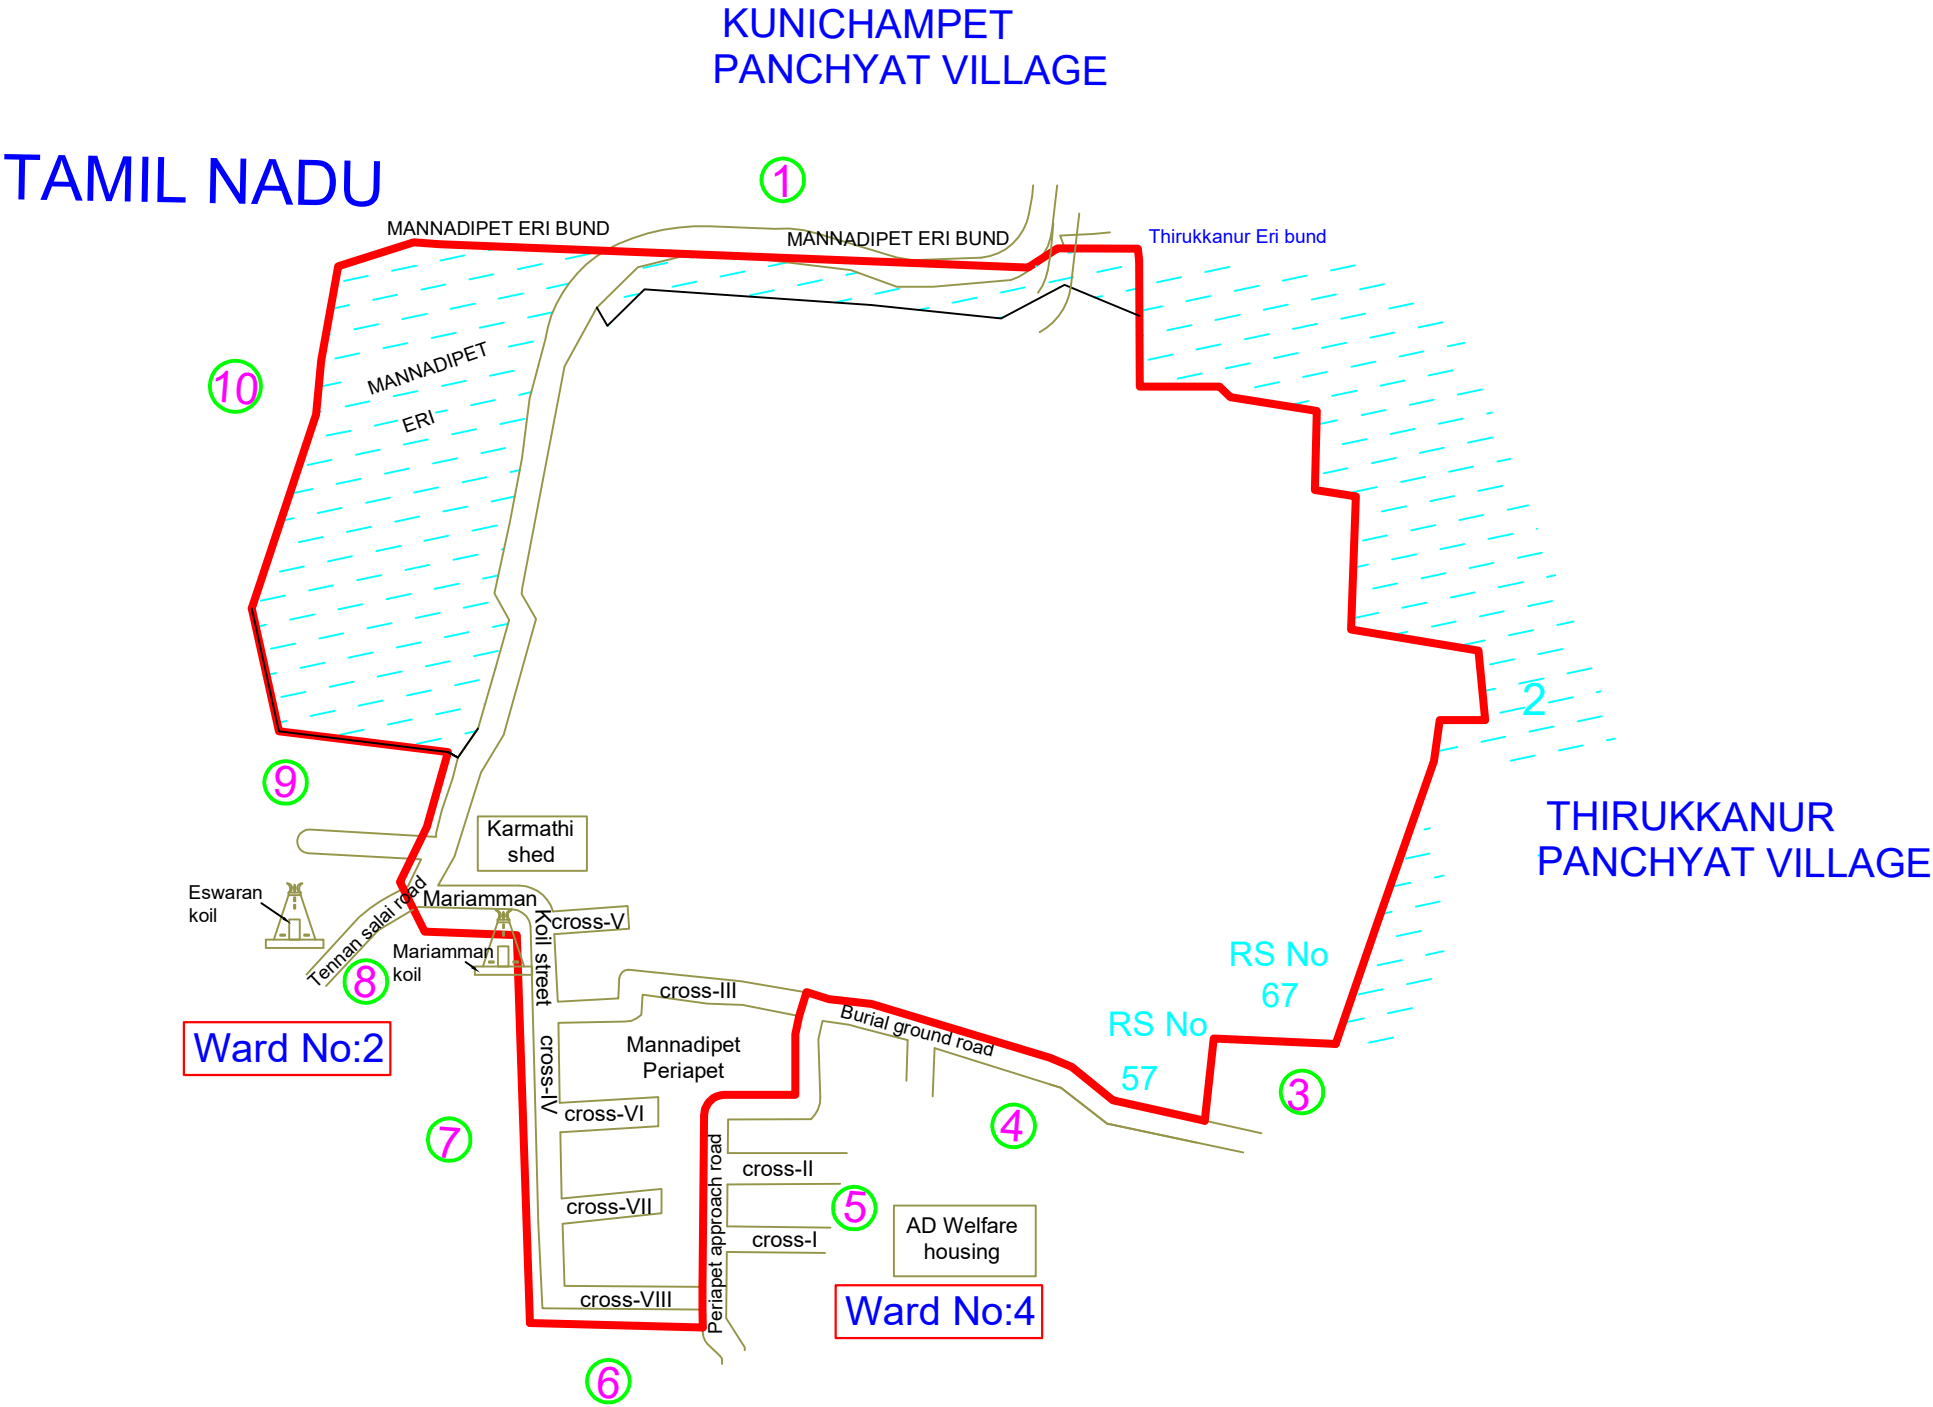 KUNICHAMPET
PANCHYAT VILLAGE
TAMIL NADU
1
MANNADIPET ERI BUND
MANNADIPET ERI BUND
Thirukkanur Eri bund
10
MANNADIPET
ERI
2
9
THIRUKKANUR
PANCHYAT VILLAGE
Karmathi
shed
Eswaran
koil
Tennan salai road
Mariamman
Koil street
cross-V
Mariamman
koil
8
RS No
67
cross-III
Burial ground road
RS No
57
Ward No:2
Mannadipet
Periapet
cross-IV
3
cross-VI
4
7
Periapet approach road
cross-II
cross-VII
5
cross-I
AD Welfare
housing
cross-VIII
Ward No:4
6